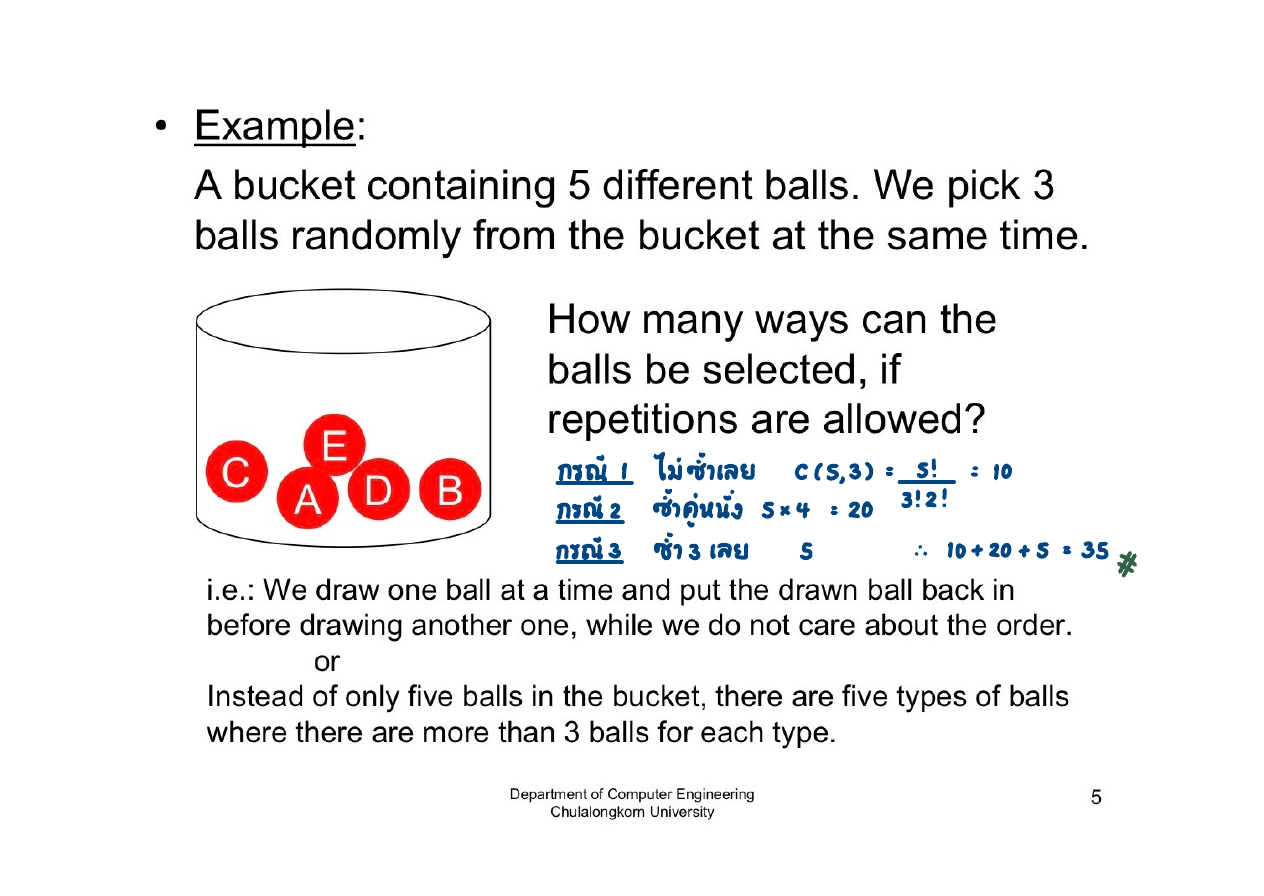 • Example:
A bucket containing 5 different balls. We pick 3
balls randomly from the bucket at the same time.
How many ways can the
balls be selected, if
repetitions are allowed?
C
E
A
D
B
กรณี 1 ไม่ซ้ำเลย C(5,3) = 5!/3!2! = 10
กรณี 2 ซ้ำคู่หนึ่ง 5×4 = 20
กรณี 3 ซ้ำ 3 เลย 5 ∴ 10+20+5 = 35 #
i.e.: We draw one ball at a time and put the drawn ball back in
before drawing another one, while we do not care about the order.
or
Instead of only five balls in the bucket, there are five types of balls
where there are more than 3 balls for each type.
Department of Computer Engineering
Chulalongkorn University
5